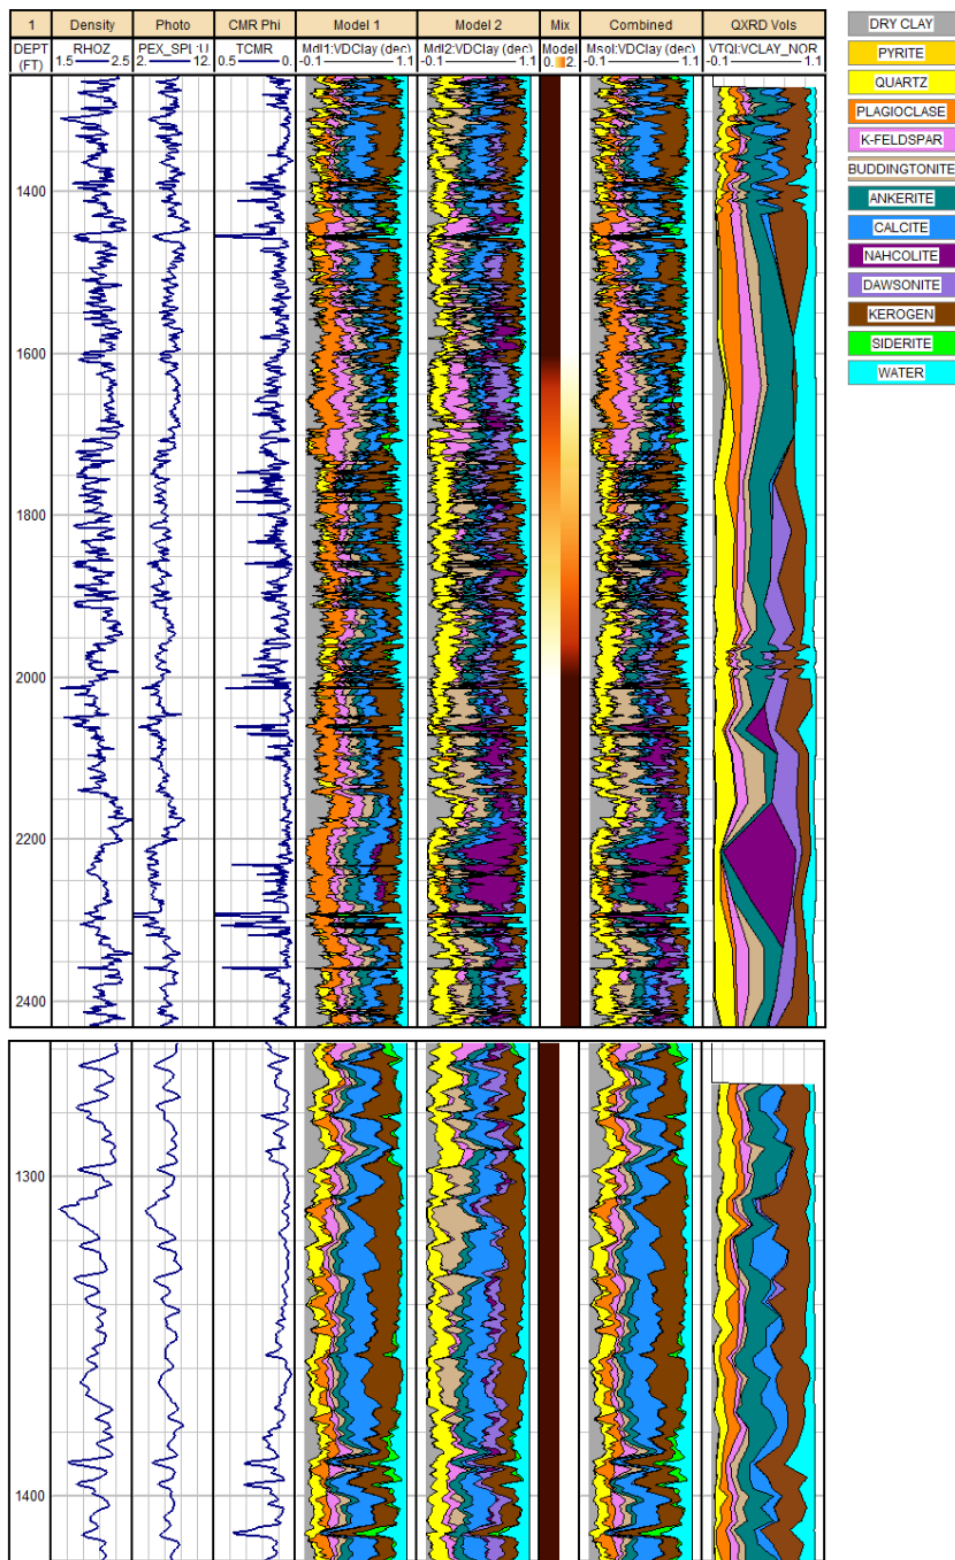 1 Density Photo CMR Phi Model 1 Model 2 Mix Combined QXRD Vols
DEPT RHOZ PEX_SPL:U TCMR Mdl1:VDClay (dec) Mdl2:VDClay (dec) Model Msol:VDClay (dec) VTQI:VCLAY_NOR
(FT) 1.5 2.5 2. 12. 0.5 0. -0.1 1.1 -0.1 1.1 0. 2. -0.1 1.1 -0.1 1.1
DRY CLAY
PYRITE
QUARTZ
PLAGIOCLASE
K-FELDSPAR
BUDDINGTONITE
ANKERITE
CALCITE
NAHCOLITE
DAWSONITE
KEROGEN
SIDERITE
WATER
1400
1600
1800
2000
2200
2400
1300
1400